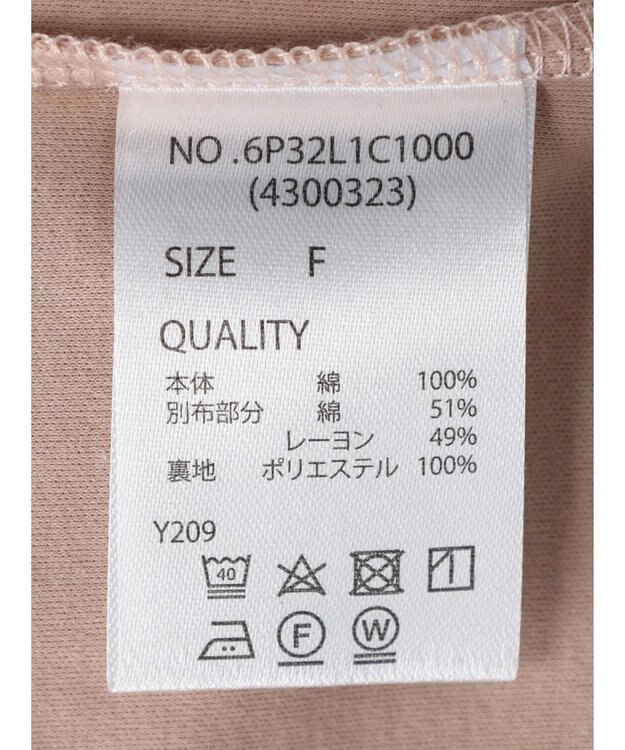 NO .6P32L1C1000
(4300323)
SIZE F
QUALITY
本体 綿 100%
別布部分 綿 51%
レーヨン 49%
裏地 ポリエステル 100%
Y209
40
F W